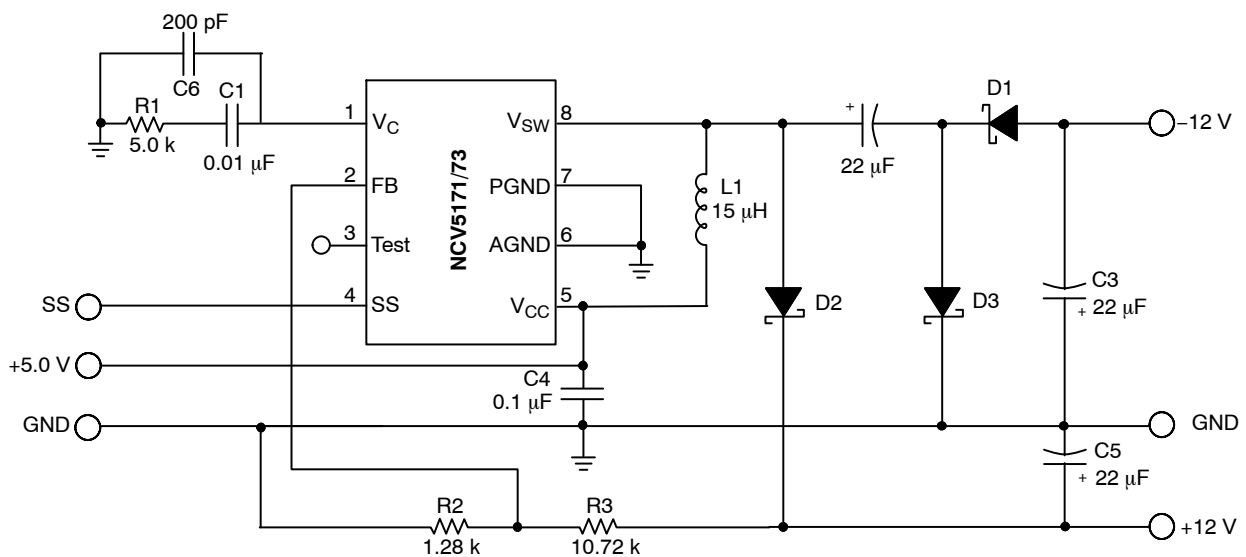 200 pF
C6
C1
R1
5.0 k
0.01 μF
1
VC
2
FB
3
Test
4
SS
NCV5171/73
VSW
8
PGND
7
AGND
6
VCC
5
SS
+5.0 V
GND
C4
0.1 μF
L1
15 μH
+
22 μF
D1
D2
D3
C3
+ 22 μF
C5
+ 22 μF
−12 V
GND
+12 V
R2
1.28 k
R3
10.72 k